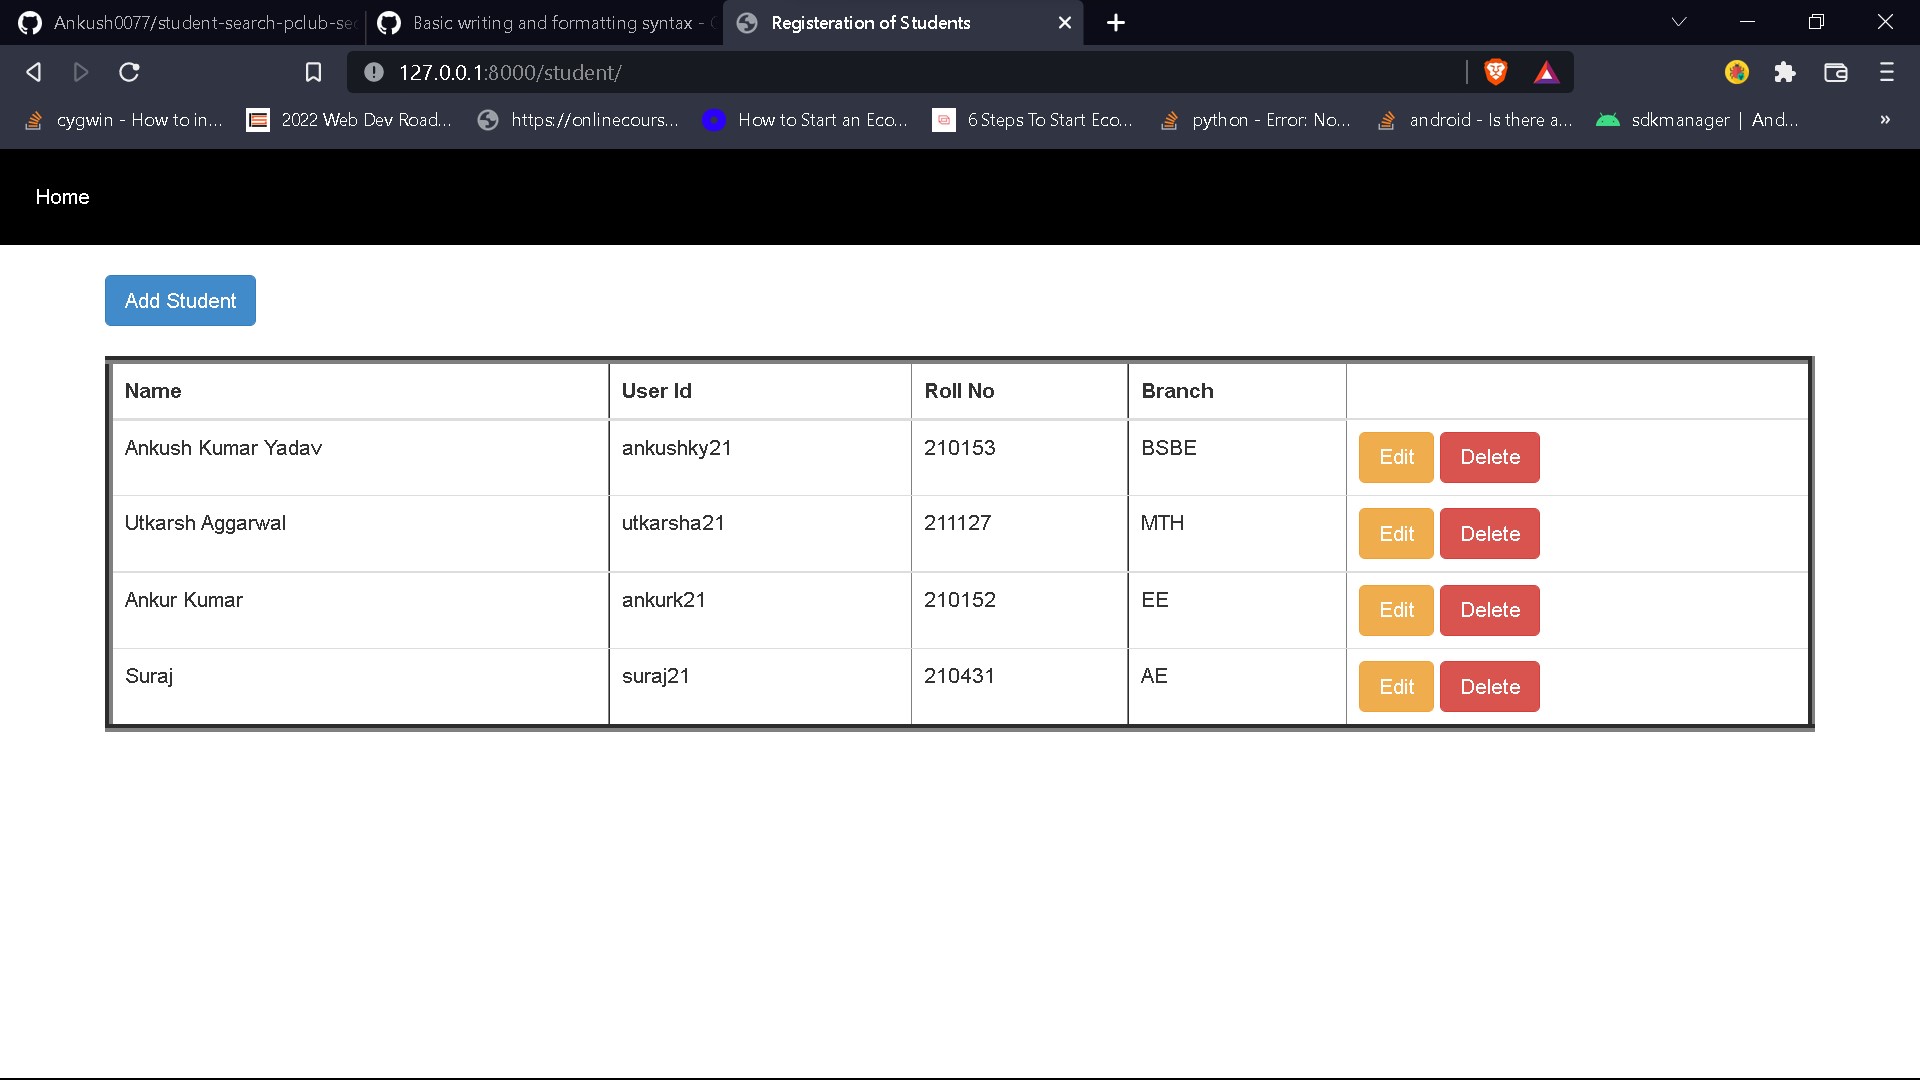 Ankush0077/student-search-pclub-sec Basic writing and formatting syntax - Registeration of Students
127.0.0.1:8000/student/
cygwin - How to in... 2022 Web Dev Road... https://onlinecours... How to Start an Eco... 6 Steps To Start Eco... python - Error: No... android - Is there a... sdkmanager | And... »
Home
Add Student
Name User Id Roll No Branch
Ankush Kumar Yadav ankushky21 210153 BSBE Edit Delete
Utkarsh Aggarwal utkarsha21 211127 MTH Edit Delete
Ankur Kumar ankurk21 210152 EE Edit Delete
Suraj suraj21 210431 AE Edit Delete